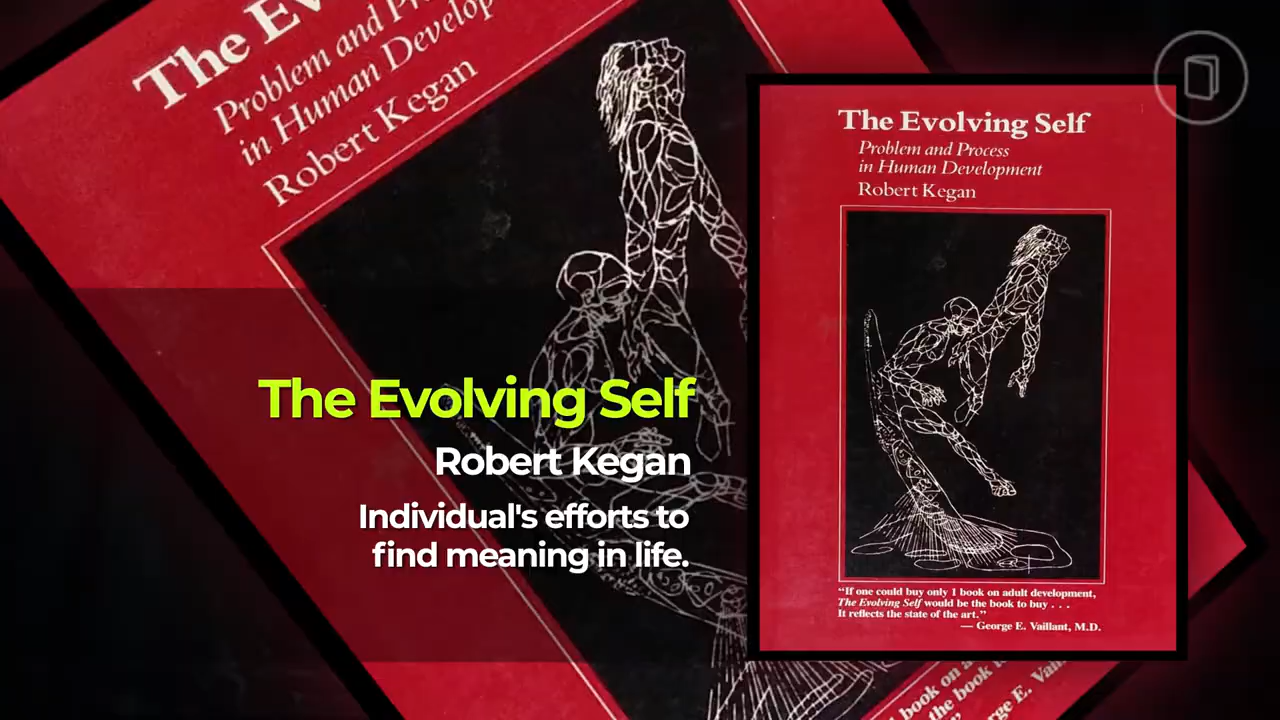 The Ev
Problem and Pr
in Human Develop
Robert Kegan
The Evolving Self
Problem and Process
in Human Development
Robert Kegan
The Evolving Self
Robert Kegan
Individual's efforts to
find meaning in life.
“If one could buy only 1 book on adult development,
The Evolving Self would be the book to buy . . .
It reflects the state of the art.”
— George E. Vaillant, M.D.
book on a
the book
rge E. Vai